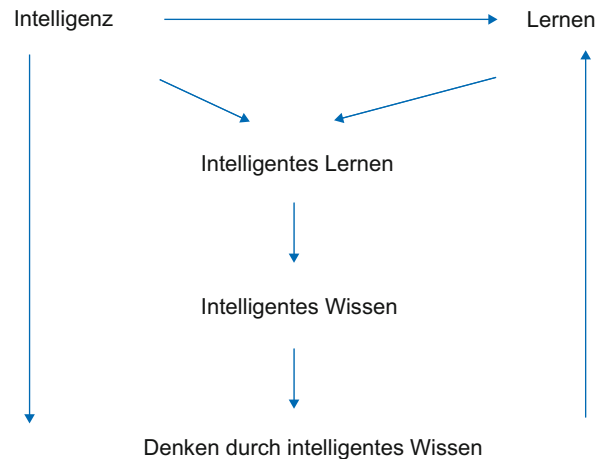 Intelligenz
Lernen
Intelligentes Lernen
Intelligentes Wissen
Denken durch intelligentes Wissen